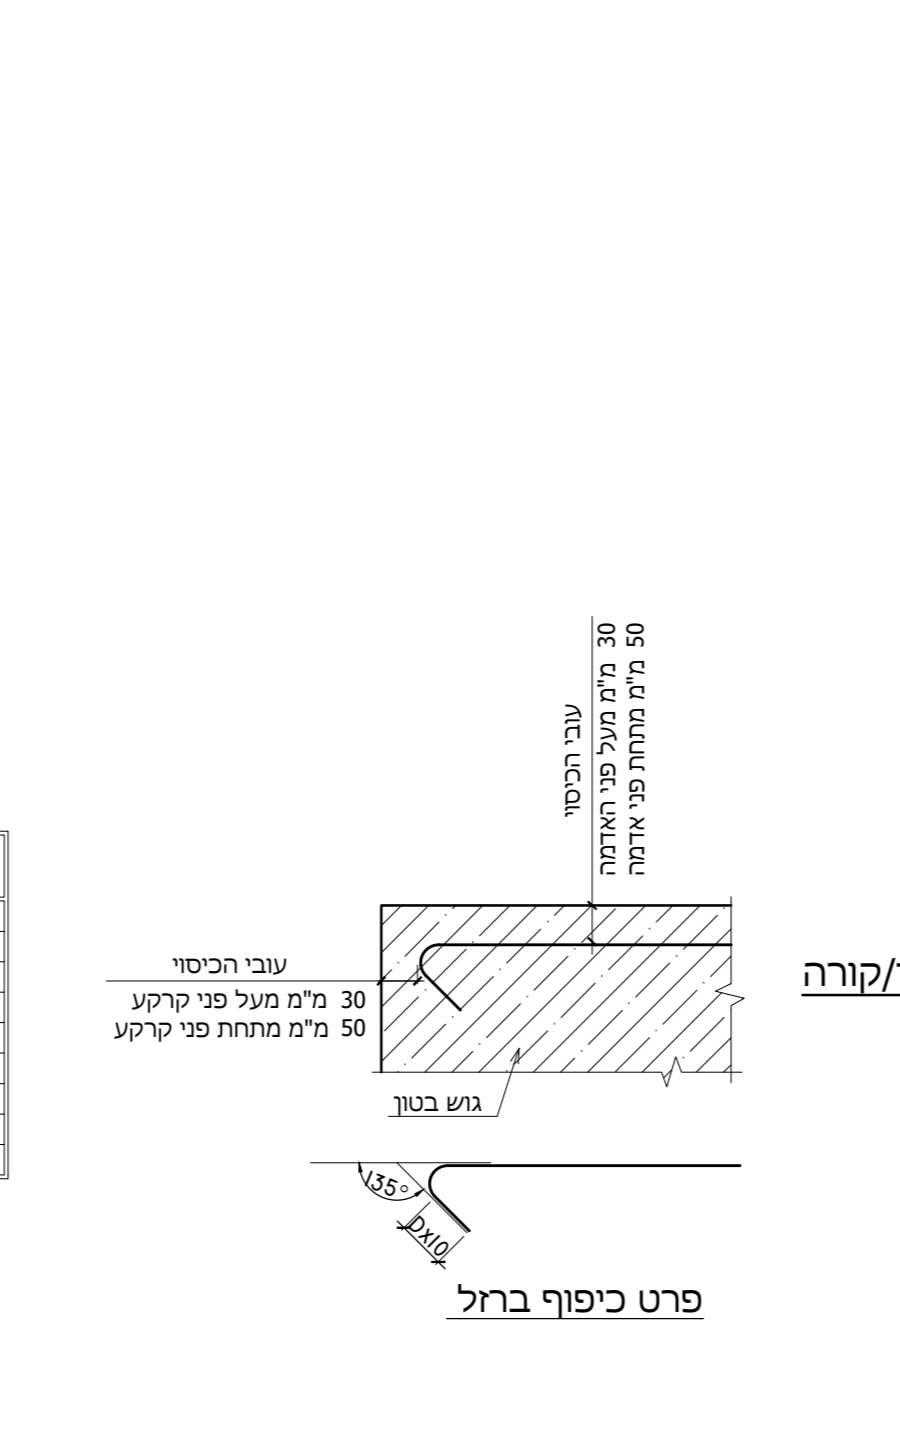 עובי הכיסוי
30 מ"מ מעל פני האדמה
50 מ"מ מתחת פני אדמה
עובי הכיסוי
30 מ"מ מעל פני קרקע
50 מ"מ מתחת פני קרקע
/קורה
גוש בטון
135°
Dx10
פרט כיפוף ברזל